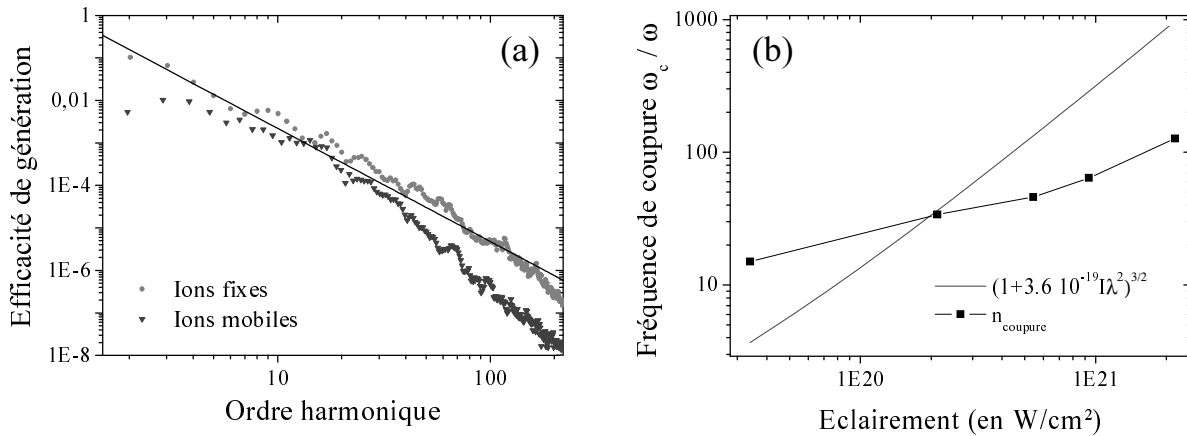 (a)
Efficacité de génération
1
0,01
1E-4
1E-6
1E-8
Ions fixes
Ions mobiles
10
100
Ordre harmonique
(b)
Fréquence de coupure ω_c / ω
1000
100
10
(1+3.6 10^-19Iλ^2)^3/2
n_coupure
1E20
1E21
Eclairement (en W/cm²)